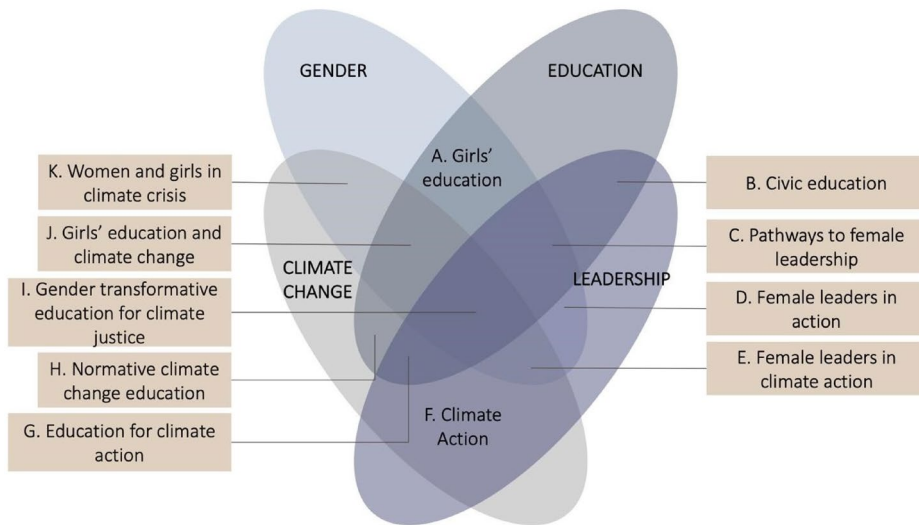 GENDER
EDUCATION
A. Girls’
education
K. Women and girls in
climate crisis
B. Civic education
J. Girls’ education and
climate change
C. Pathways to female
leadership
CLIMATE
CHANGE
LEADERSHIP
I. Gender transformative
education for climate
justice
D. Female leaders in
action
H. Normative climate
change education
E. Female leaders in
climate action
F. Climate
Action
G. Education for climate
action